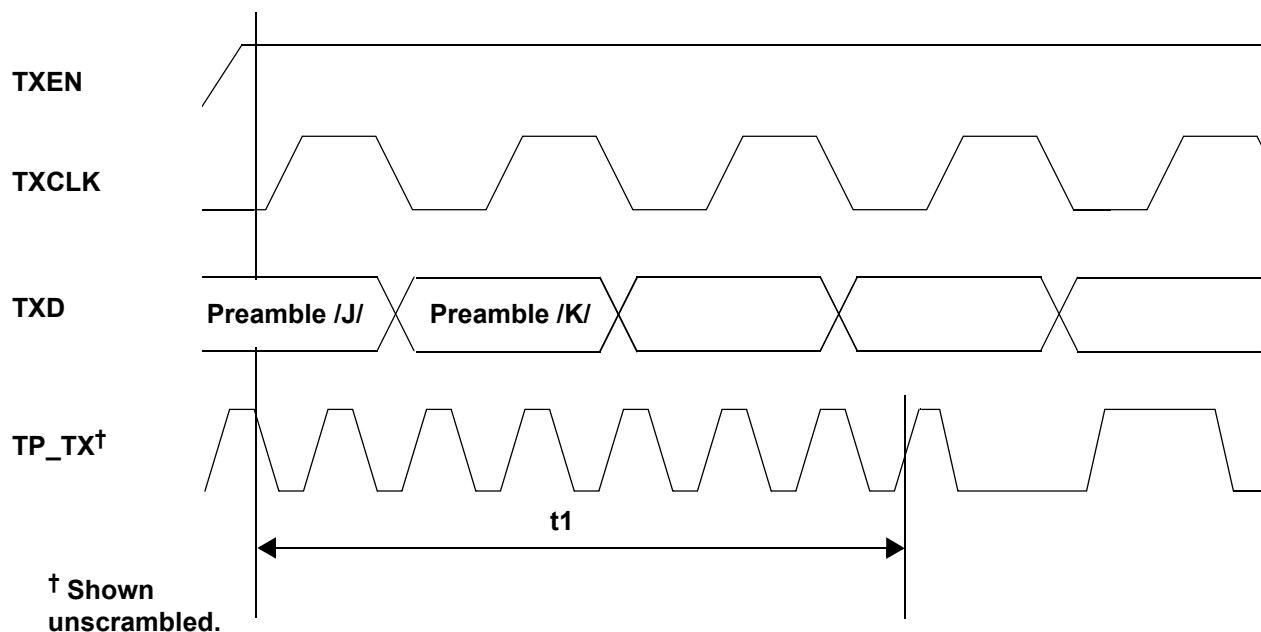 TXEN
TXCLK
TXD
Preamble /J/
Preamble /K/
TP_TX†
t1
† Shown
unscrambled.